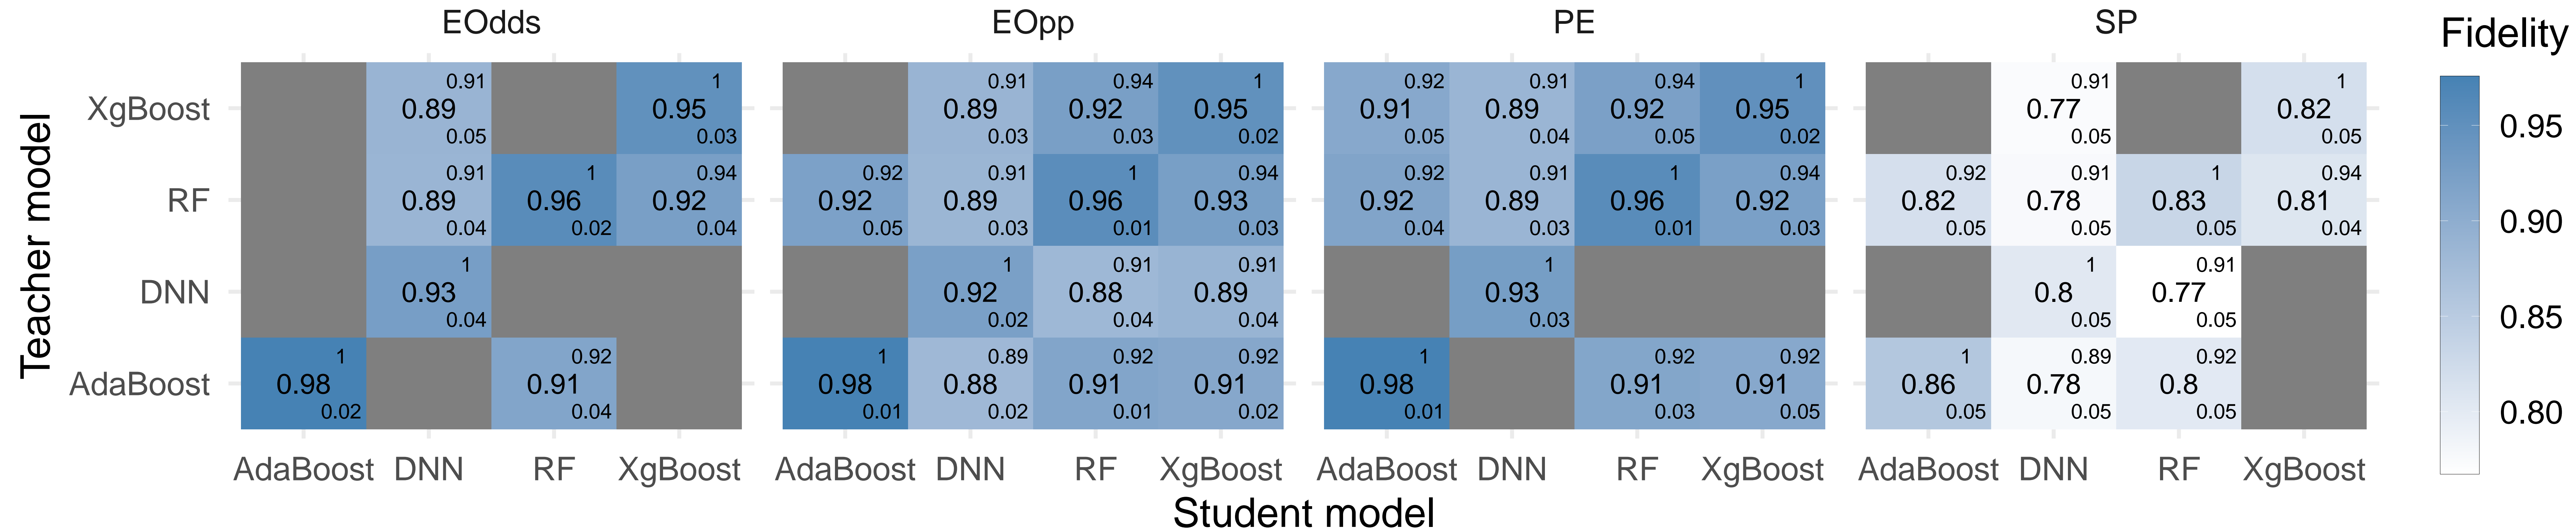 EOdds EOpp PE SP Fidelity
0.91 1 0.91 0.94 1 0.92 0.91 0.94 1 0.91 1
XgBoost 0.89 0.95 0.89 0.92 0.95 0.91 0.89 0.92 0.95 0.77 0.82 0.95
0.05 0.03 0.03 0.03 0.02 0.05 0.04 0.05 0.02 0.05 0.05
0.91 1 0.94 0.92 0.91 1 0.94 0.92 0.91 1 0.94 0.92 0.91 1 0.94
RF 0.89 0.96 0.92 0.92 0.89 0.96 0.93 0.92 0.89 0.96 0.92 0.82 0.78 0.83 0.81 0.90
0.04 0.02 0.04 0.05 0.03 0.01 0.03 0.04 0.03 0.01 0.03 0.05 0.05 0.05 0.04
Teacher model
1 1 0.91 0.91 1 1 0.91
DNN 0.93 0.92 0.88 0.89 0.93 0.8 0.77 0.85
0.04 0.02 0.04 0.04 0.03 0.05 0.05
1 0.92 1 0.89 0.92 0.92 1 0.92 0.92 1 0.89 0.92
AdaBoost 0.98 0.91 0.98 0.88 0.91 0.91 0.98 0.91 0.91 0.86 0.78 0.8 0.80
0.02 0.04 0.01 0.02 0.01 0.02 0.01 0.03 0.05 0.05 0.05 0.05
AdaBoost DNN RF XgBoost AdaBoost DNN RF XgBoost AdaBoost DNN RF XgBoost AdaBoost DNN RF XgBoost
Student model